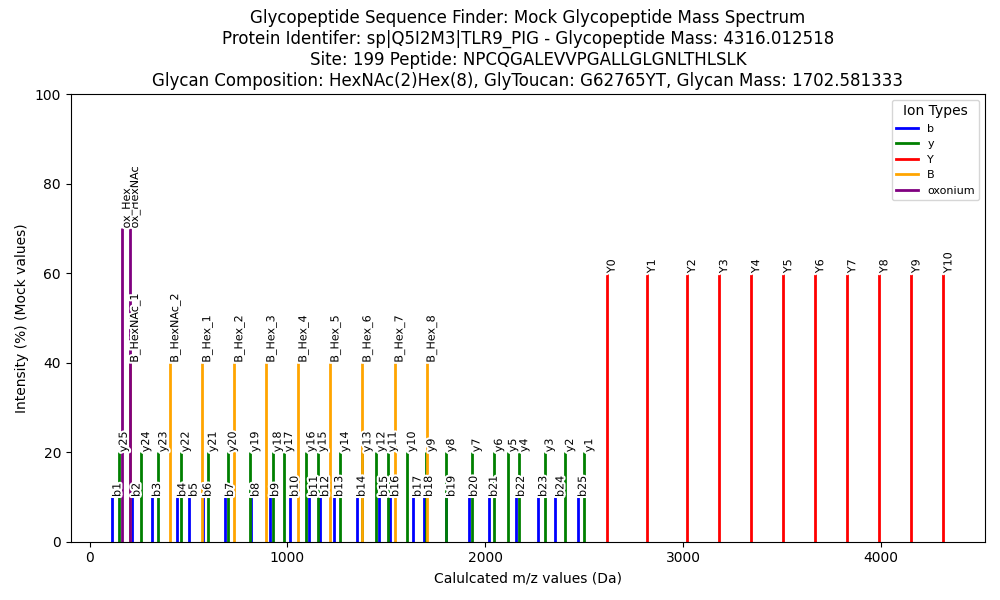 Glycopeptide Sequence Finder: Mock Glycopeptide Mass Spectrum
Protein Identifer: sp|Q5I2M3|TLR9_PIG - Glycopeptide Mass: 4316.012518
Site: 199 Peptide: NPCQGALEVVPGALLGLGNLTHLSLK
Glycan Composition: HexNAc(2)Hex(8), GlyToucan: G62765YT, Glycan Mass: 1702.581333
Intensity (%) (Mock values)
100
80
60
40
20
0
Ion Types
b
y
Y
B
oxonium
ox_Hex
ox_HexNAc
B_HexNAc_1
B_HexNAc_2
B_Hex_1
B_Hex_2
B_Hex_3
B_Hex_4
B_Hex_5
B_Hex_6
B_Hex_7
B_Hex_8
Y0
Y1
Y2
Y3
Y4
Y5
Y6
Y7
Y8
Y9
Y10
y25
y24
y23
y22
y21
y20
y19
y18
y17
y16
y15
y14
y13
y12
y11
y10
y9
y8
y7
y6
y5
y4
y3
y2
y1
b1
b2
b3
b4
b5
b6
b7
b8
b9
b10
b11
b12
b13
b14
b15
b16
b17
b18
b19
b20
b21
b22
b23
b24
b25
0
1000
2000
3000
4000
Calulcated m/z values (Da)